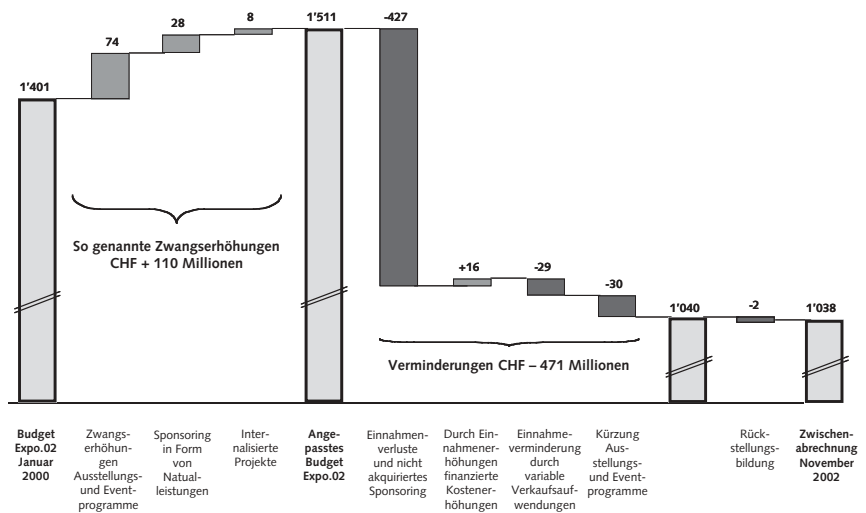 1’401
74
28
8
1’511
-427
+16
-29
-30
1’040
-2
1’038
So genannte Zwangserhöhungen
CHF + 110 Millionen
Verminderungen CHF – 471 Millionen
Budget
Expo.02
Januar
2000
Zwangs-
erhöhun-
gen
Ausstellungs-
und Event-
programme
Sponsoring
in Form
von
Natual-
leistungen
Inter-
nalisierte
Projekte
Ange-
passtes
Budget
Expo.02
Einnahmen-
verluste
und nicht
akquiriertes
Sponsoring
Durch Ein-
nahmener-
höhungen
finanzierte
Kostener-
höhungen
Einnahme-
verminderung
durch
variable
Verkaufsauf-
wendungen
Kürzung
Aus-
stellungs-
und Event-
programme
Rück-
stellungs-
bildung
Zwischen-
abrechnung
November
2002